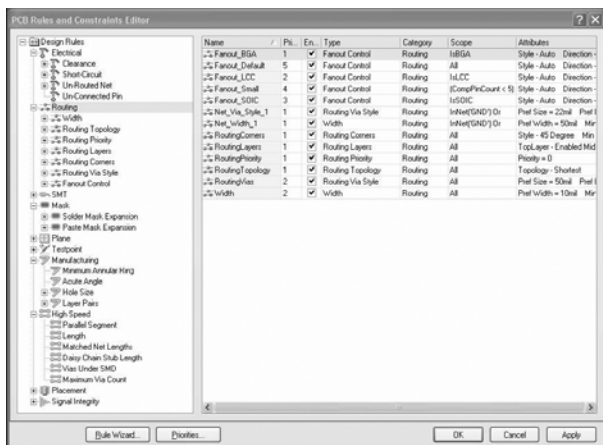 PCB Rules and Constraints Editor
Design Rules
Electrical
Clearance
Short-Circuit
Un-Routed Net
Un-Connected Pin
Routing
Width
Routing Topology
Routing Priority
Routing Layers
Routing Corners
Routing Via Style
Fanout Control
SMT
Mask
Solder Mask Expansion
Paste Mask Expansion
Plane
Testpoint
Manufacturing
Minimum Annular Ring
Acute Angle
Hole Size
Layer Pairs
High Speed
Parallel Segment
Length
Matched Net Lengths
Daisy Chain Stub Length
Vias Under SMD
Maximum Via Count
Placement
Signal Integrity
Name Pri... En... Type Category Scope Attributes
Fanout_BGA 1 Fanout Control Routing IsBGA Style - Auto Direction -
Fanout_Default 5 Fanout Control Routing All Style - Auto Direction -
Fanout_LCC 2 Fanout Control Routing IsLCC Style - Auto Direction -
Fanout_Small 4 Fanout Control Routing (CompPinCount < 5) Style - Auto Direction -
Fanout_SOIC 3 Fanout Control Routing IsSOIC Style - Auto Direction -
Net_Via_Style_1 1 Routing Via Style Routing InNet('GND') Or Pref Size = 22mil Pref
Net_Width_1 1 Width Routing InNet('GND') Or Pref Width = 50mil Min
RoutingCorners 1 Routing Corners Routing All Style - 45 Degree Min
RoutingLayers 1 Routing Layers Routing All TopLayer - Enabled Mid
RoutingPriority 1 Routing Priority Routing All Priority = 0
RoutingTopology 1 Routing Topology Routing All Topology - Shortest
RoutingVias 2 Routing Via Style Routing All Pref Size = 50mil Pref
Width 2 Width Routing All Pref Width = 10mil Min
Rule Wizard... Priorities... OK Cancel Apply